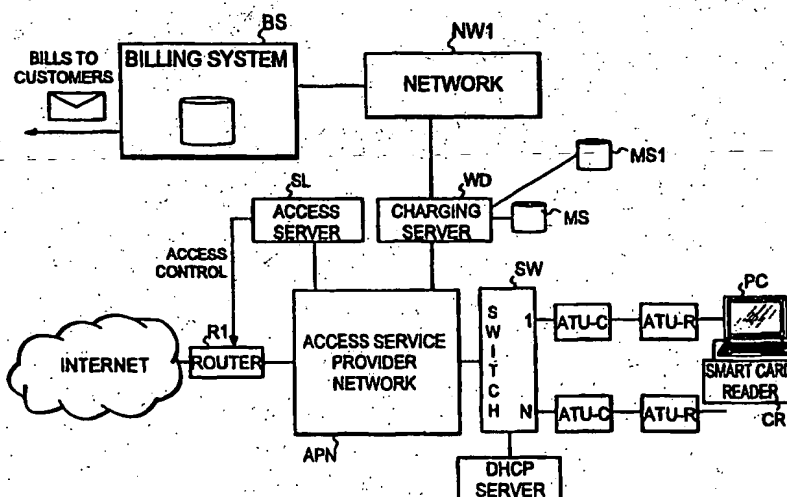 BS
BILLING SYSTEM
BILLS TO
CUSTOMERS
NW1
NETWORK
MS1
SL
ACCESS
SERVER
WD
CHARGING
SERVER
MS
ACCESS
CONTROL
SW
PC
R1
INTERNET
ROUTER
ACCESS SERVICE
PROVIDER
NETWORK
SWITCH
1
ATU-C
ATU-R
SMART CARD
READER
N
ATU-C
ATU-R
CR
APN
DHCP
SERVER